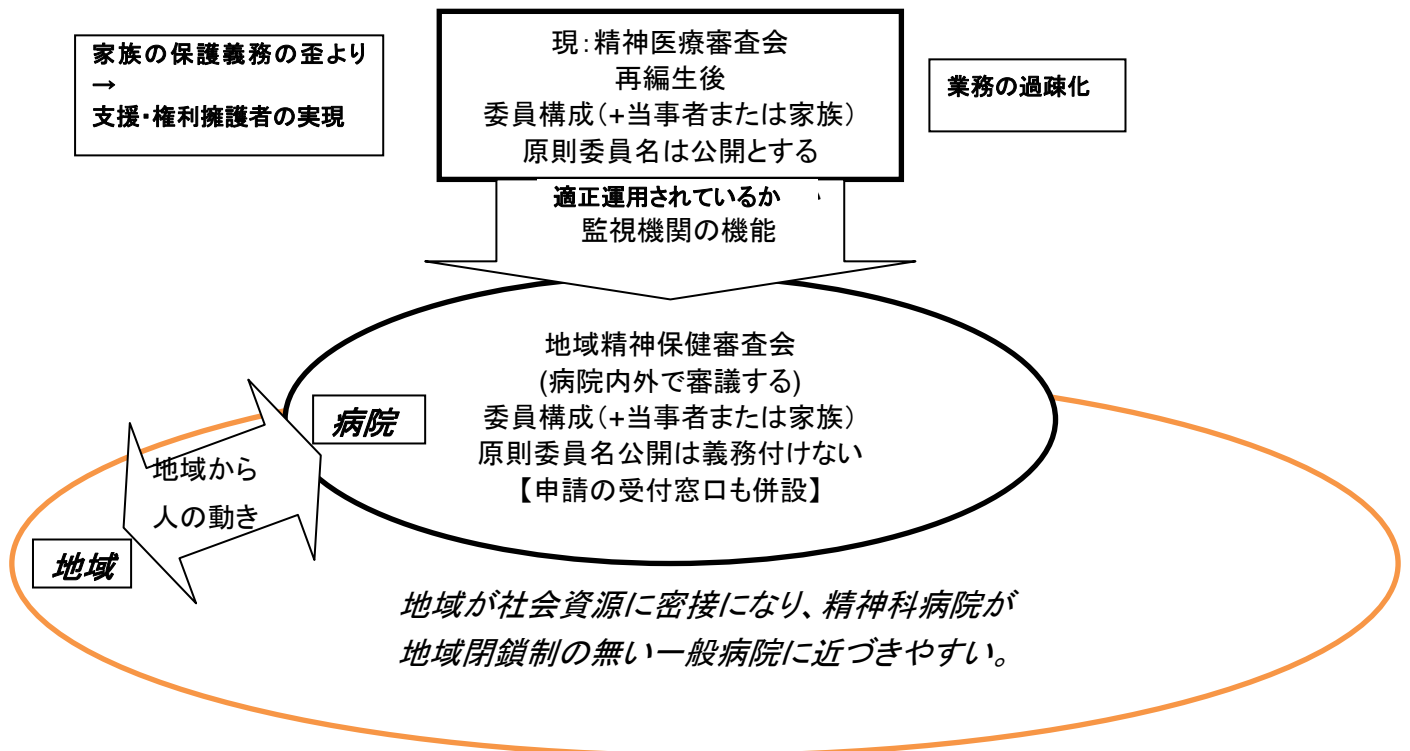 家族の保護義務の歪より
→
支援・権利擁護者の実現
現：精神医療審査会
再編生後
委員構成（+当事者または家族）
原則委員名は公開とする
業務の過疎化
適正運用されているか
監視機関の機能
地域精神保健審査会
(病院内外で審議する)
委員構成（+当事者または家族）
原則委員名公開は義務付けない
【申請の受付窓口も併設】
病院
地域から
人の動き
地域
地域が社会資源に密接になり、精神科病院が
地域閉鎖制の無い一般病院に近づきやすい。